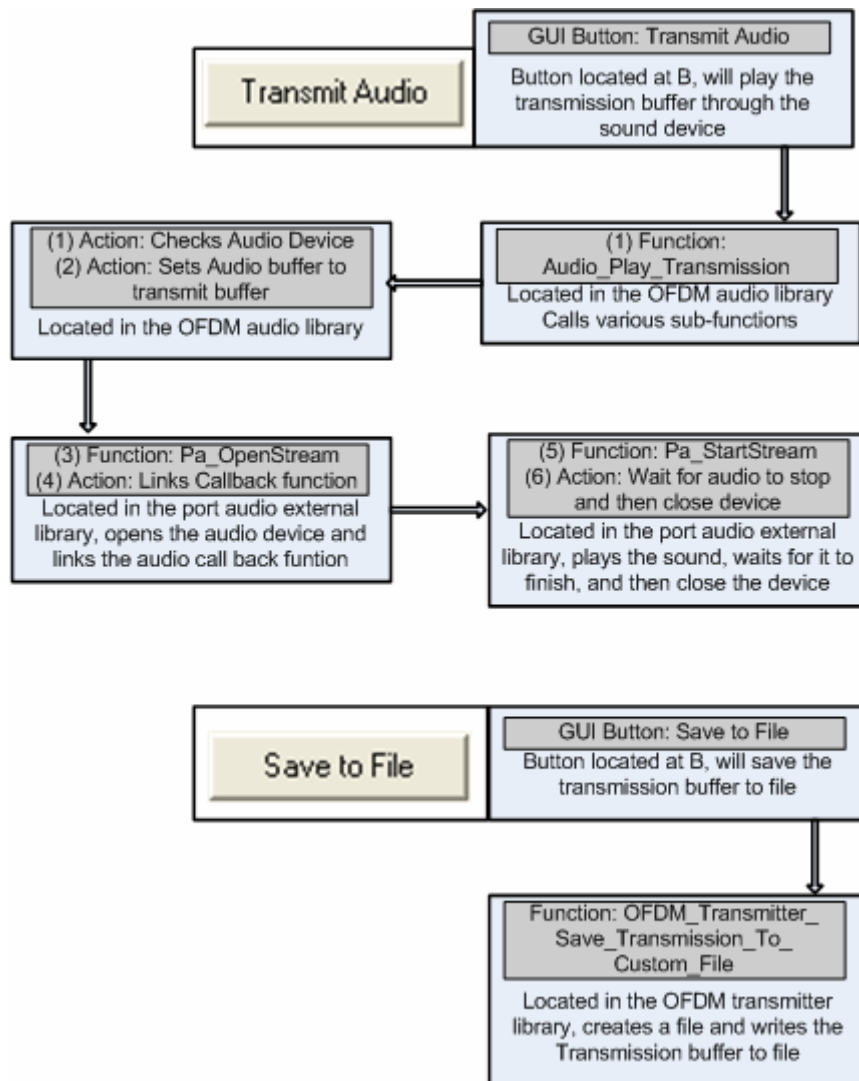 GUI Button: Transmit Audio
Transmit Audio
Button located at B, will play the
transmission buffer through the
sound device
(1) Function:
Audio_Play_Transmission
Located in the OFDM audio library
Calls various sub-functions
(1) Action: Checks Audio Device
(2) Action: Sets Audio buffer to
transmit buffer
Located in the OFDM audio library
(3) Function: Pa_OpenStream
(4) Action: Links Callback function
Located in the port audio external
library, opens the audio device and
links the audio call back funtion
(5) Function: Pa_StartStream
(6) Action: Wait for audio to stop
and then close device
Located in the port audio external
library, plays the sound, waits for it to
finish, and then close the device
GUI Button: Save to File
Save to File
Button located at B, will save the
transmission buffer to file
Function: OFDM_Transmitter_
Save_Transmission_To_
Custom_File
Located in the OFDM transmitter
library, creates a file and writes the
Transmission buffer to file